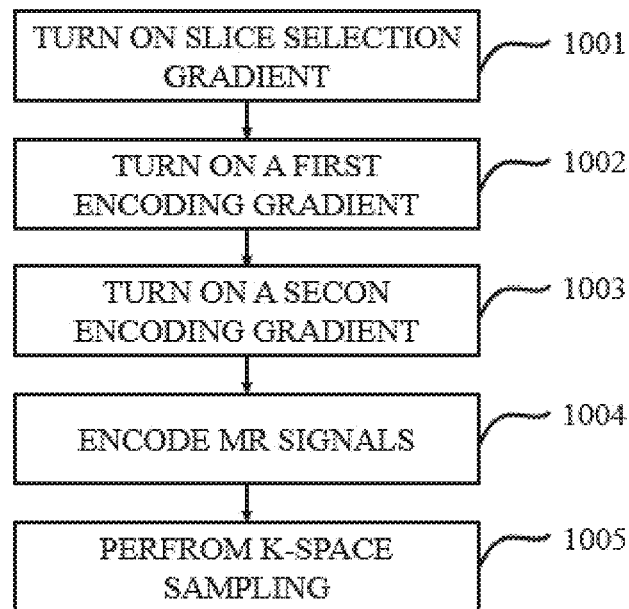 TURN ON SLICE SELECTION
GRADIENT
1001
TURN ON A FIRST
ENCODING GRADIENT
1002
TURN ON A SECON
ENCODING GRADIENT
1003
ENCODE MR SIGNALS
1004
PERFROM K-SPACE
SAMPLING
1005